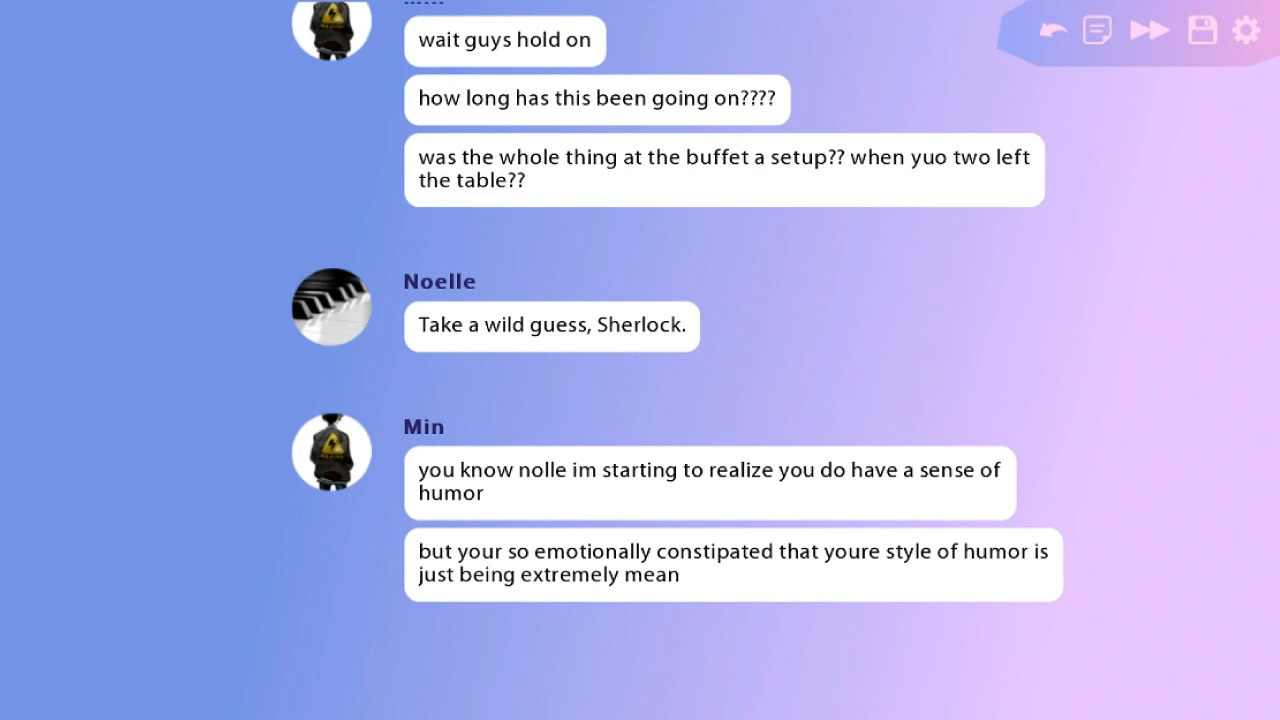 wait guys hold on
how long has this been going on????
was the whole thing at the buffet a setup?? when yuo two left
the table??
Noelle
Take a wild guess, Sherlock.
Min
you know nolle im starting to realize you do have a sense of
humor
but your so emotionally constipated that youre style of humor is
just being extremely mean